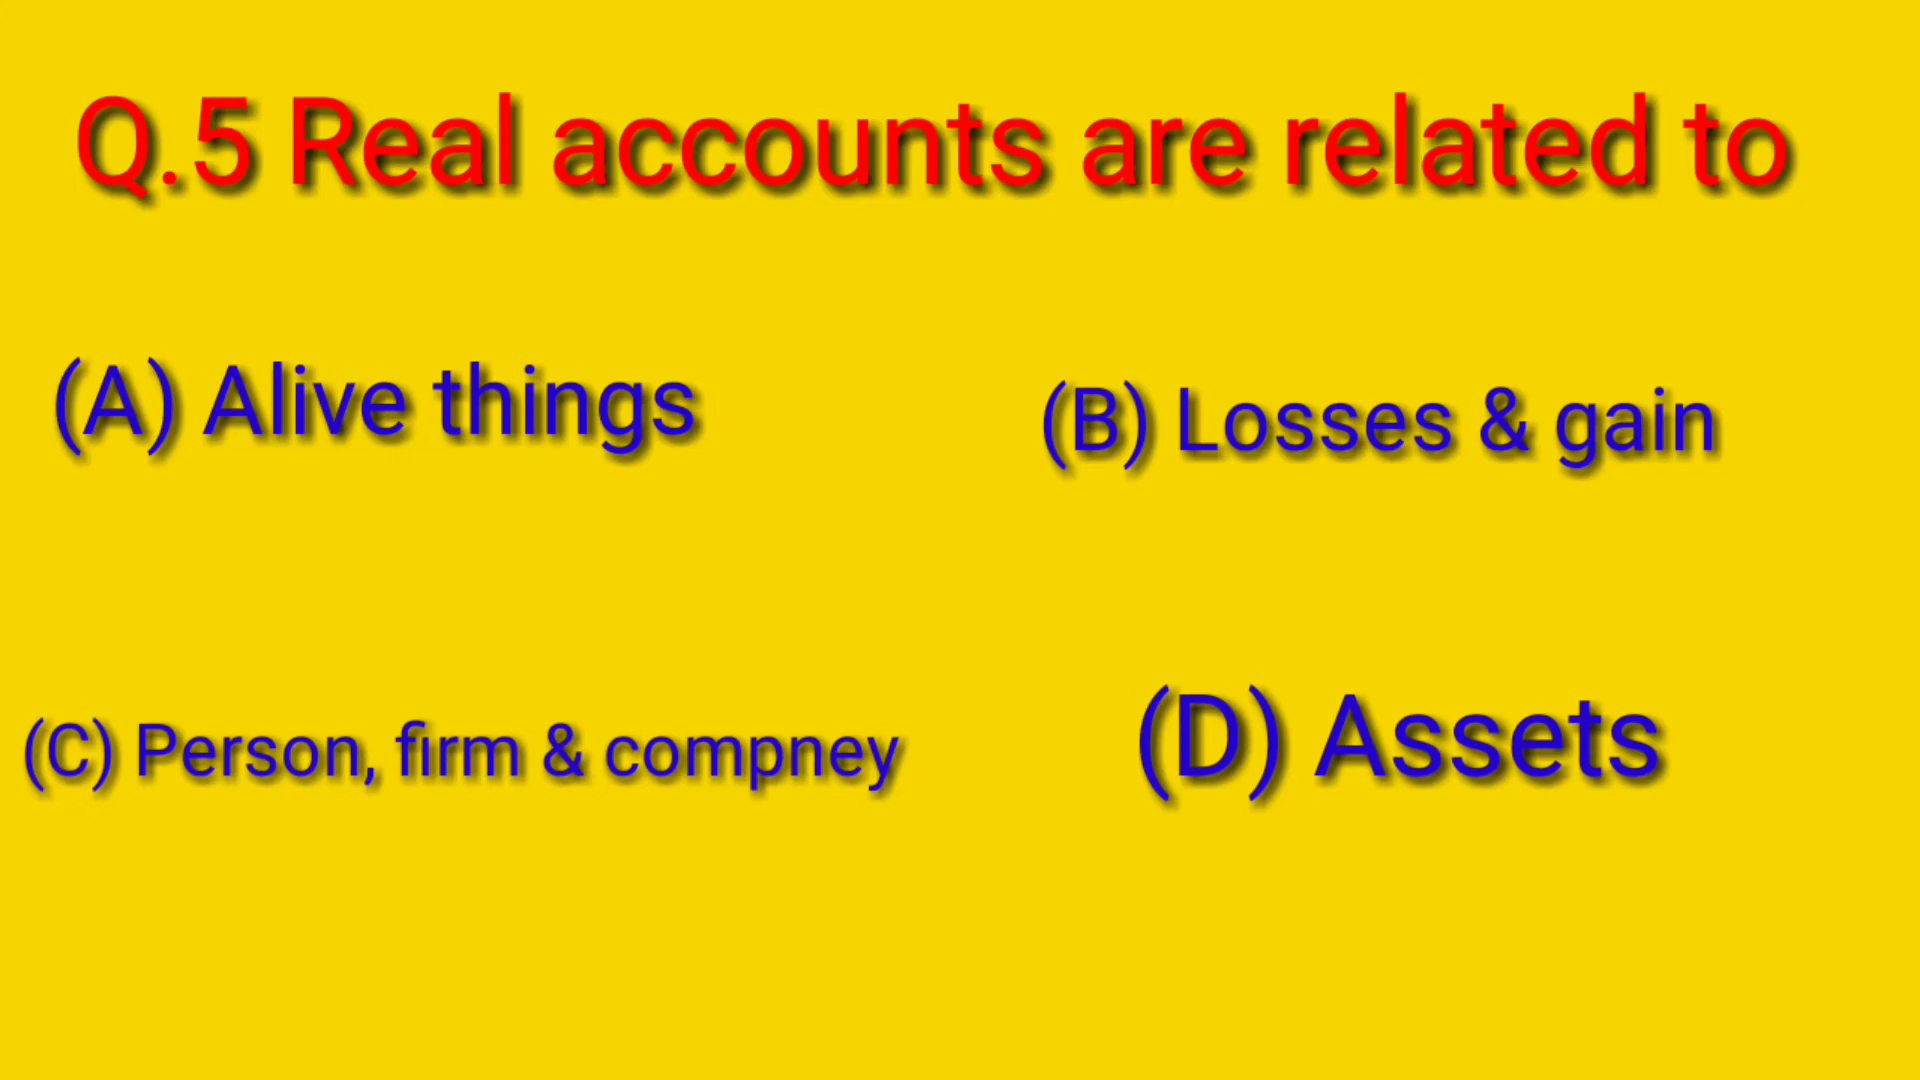 Q.5 Real accounts are related to
(A) Alive things
(B) Losses & gain
(C) Person, firm & compney
(D) Assets